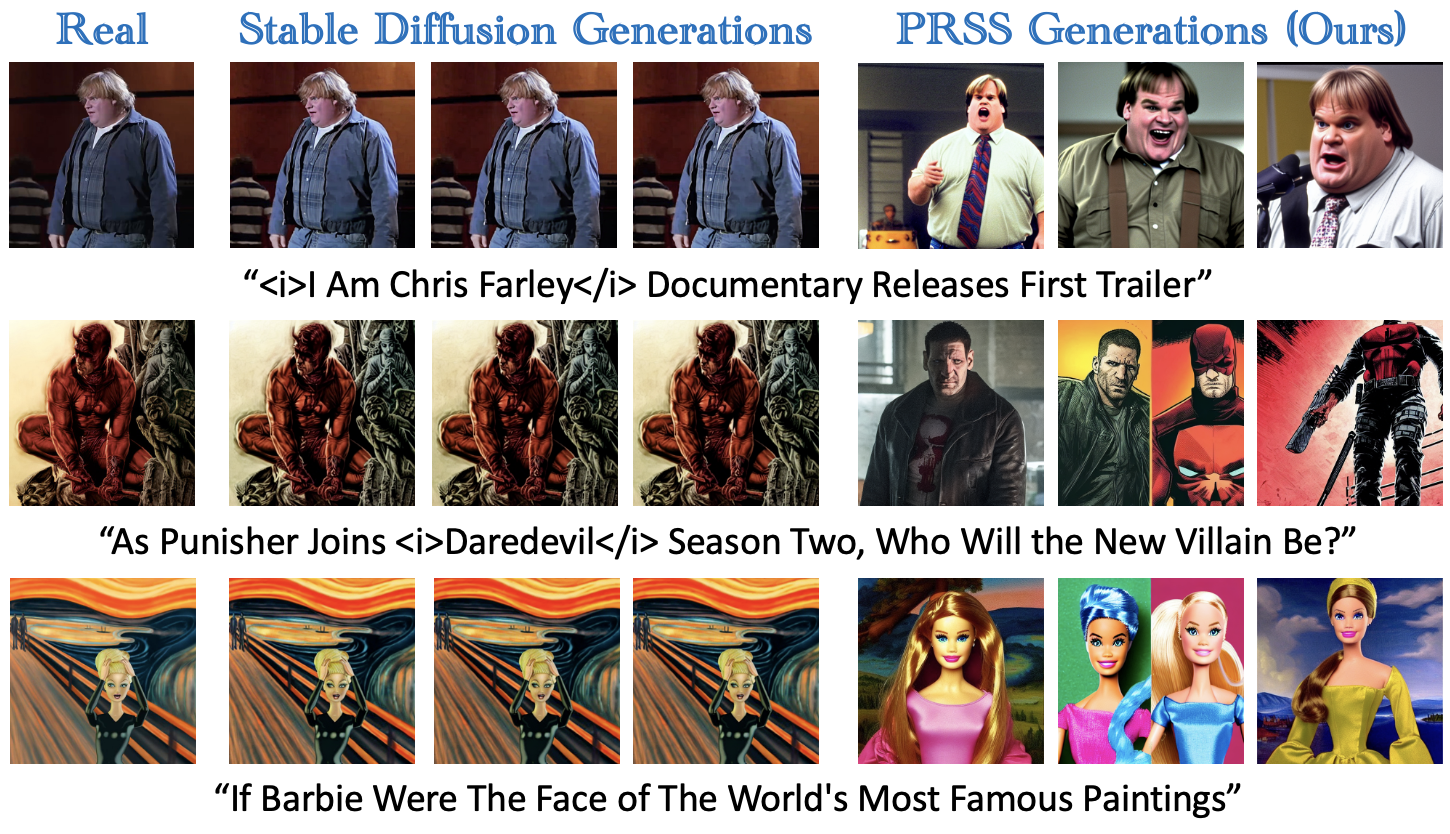 Real Stable Diffusion Generations PRSS Generations (Ours)
“<i>I Am Chris Farley</i> Documentary Releases First Trailer”
“As Punisher Joins <i>Daredevil</i> Season Two, Who Will the New Villain Be?”
“If Barbie Were The Face of The World's Most Famous Paintings”